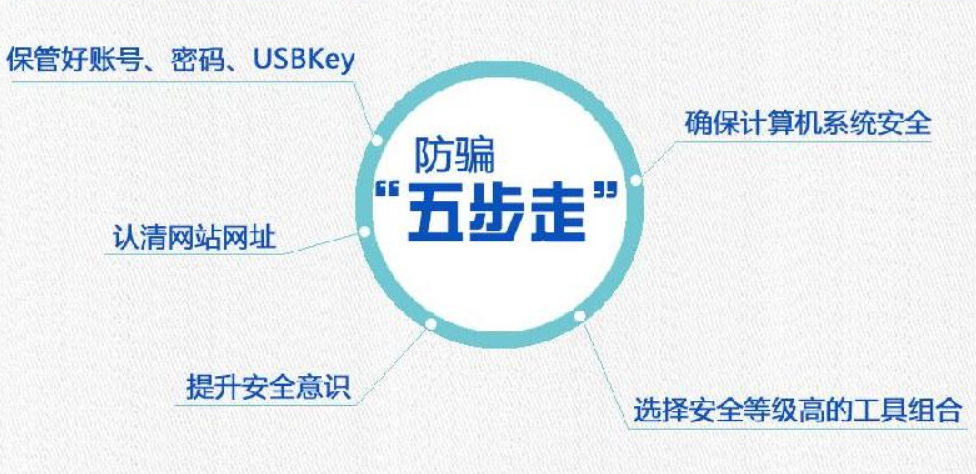 保管好账号、密码、USBKey
确保计算机系统安全
防骗
“五步走”
认清网站网址
提升安全意识
选择安全等级高的工具组合